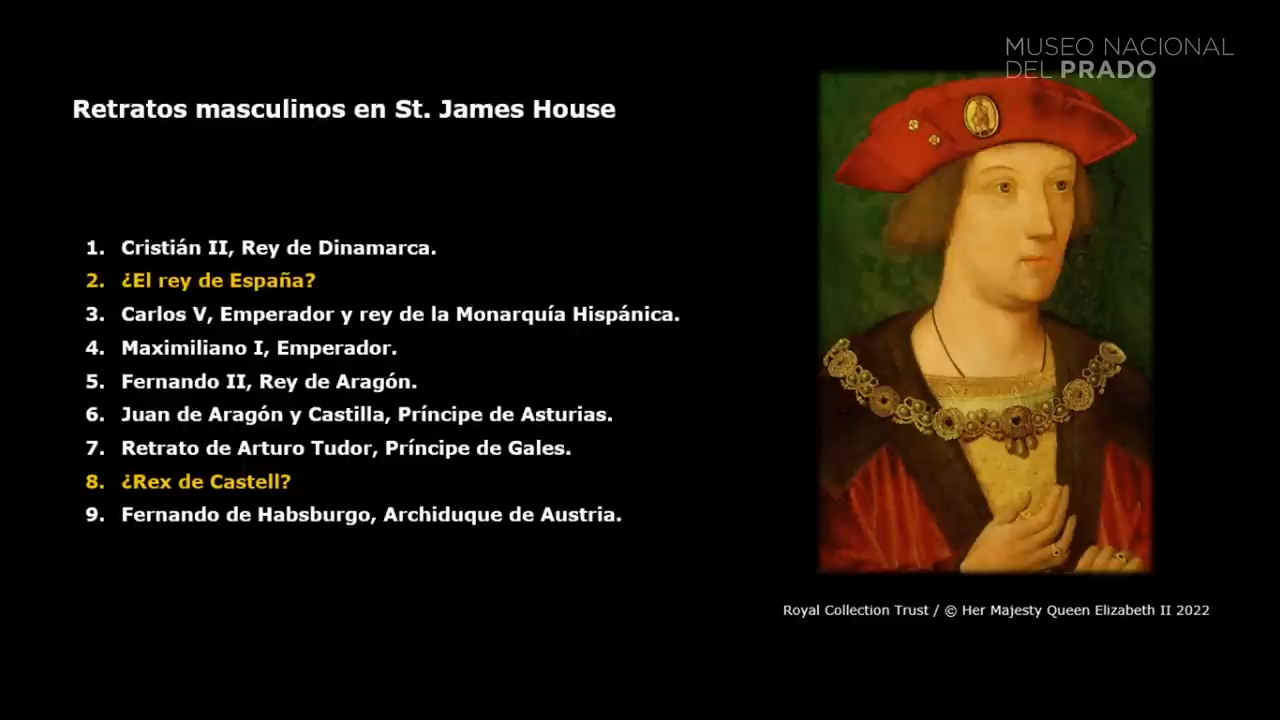 MUSEO NACIONAL
DEL PRADO
Retratos masculinos en St. James House
1. Cristián II, Rey de Dinamarca.
2. ¿El rey de España?
3. Carlos V, Emperador y rey de la Monarquía Hispánica.
4. Maximiliano I, Emperador.
5. Fernando II, Rey de Aragón.
6. Juan de Aragón y Castilla, Príncipe de Asturias.
7. Retrato de Arturo Tudor, Príncipe de Gales.
8. ¿Rex de Castell?
9. Fernando de Habsburgo, Archiduque de Austria.
Royal Collection Trust / © Her Majesty Queen Elizabeth II 2022